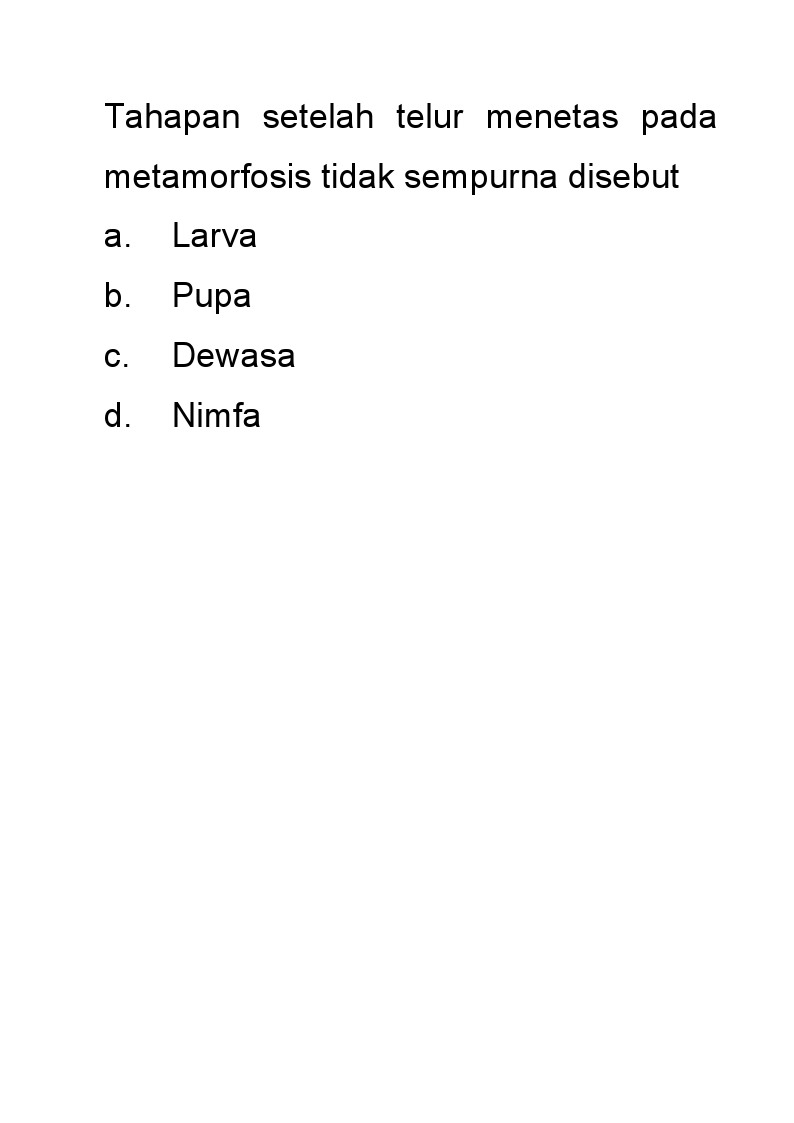 Tahapan setelah telur menetas pada
metamorfosis tidak sempurna disebut
a. Larva
b. Pupa
c. Dewasa
d. Nimfa